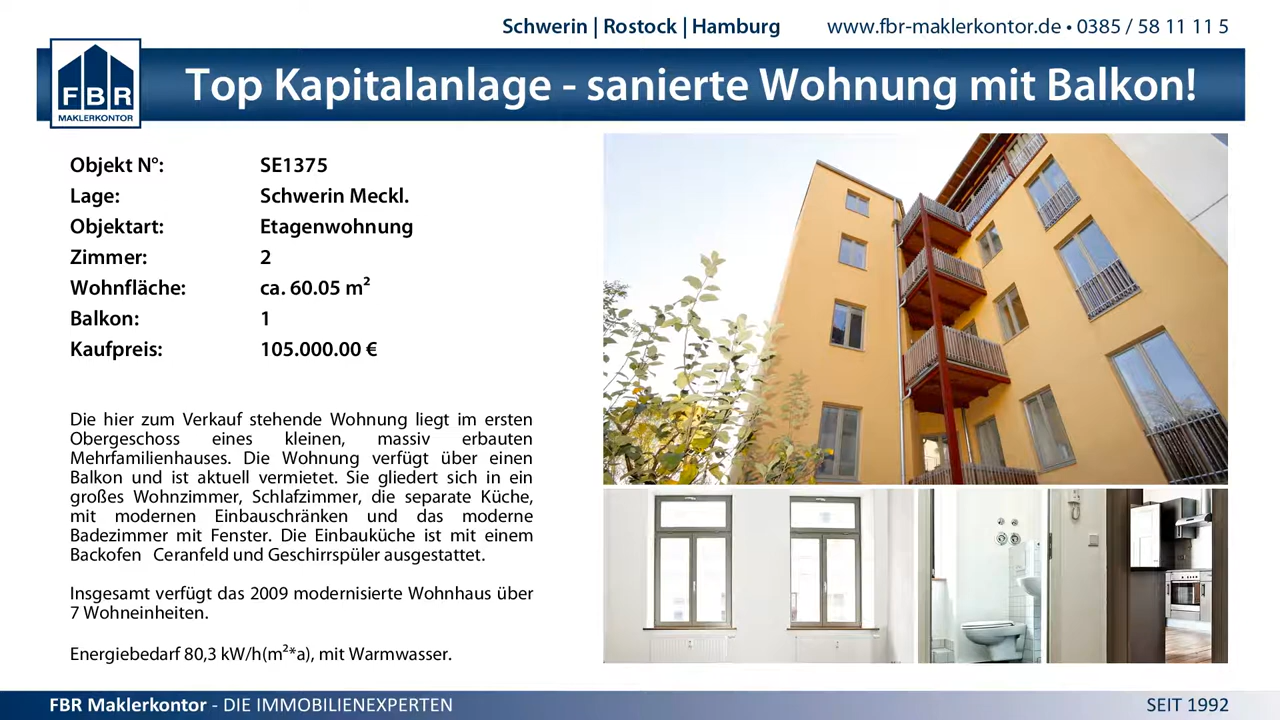 Schwerin | Rostock | Hamburg www.fbr-maklerkontor.de • 0385 / 58 11 11 5
FBR
MAKLERKONTOR
Top Kapitalanlage - sanierte Wohnung mit Balkon!
Objekt N°: SE1375
Lage: Schwerin Meckl.
Objektart: Etagenwohnung
Zimmer: 2
Wohnfläche: ca. 60.05 m²
Balkon: 1
Kaufpreis: 105.000.00 €
Die hier zum Verkauf stehende Wohnung liegt im ersten
Obergeschoss eines kleinen, massiv erbauten
Mehrfamilienhauses. Die Wohnung verfügt über einen
Balkon und ist aktuell vermietet. Sie gliedert sich in ein
großes Wohnzimmer, Schlafzimmer, die separate Küche,
mit modernen Einbauschränken und das moderne
Badezimmer mit Fenster. Die Einbauküche ist mit einem
Backofen Ceranfeld und Geschirrspüler ausgestattet.
Insgesamt verfügt das 2009 modernisierte Wohnhaus über
7 Wohneinheiten.
Energiebedarf 80,3 kW/h(m²*a), mit Warmwasser.
FBR Maklerkontor - DIE IMMOBILIENEXPERTEN SEIT 1992